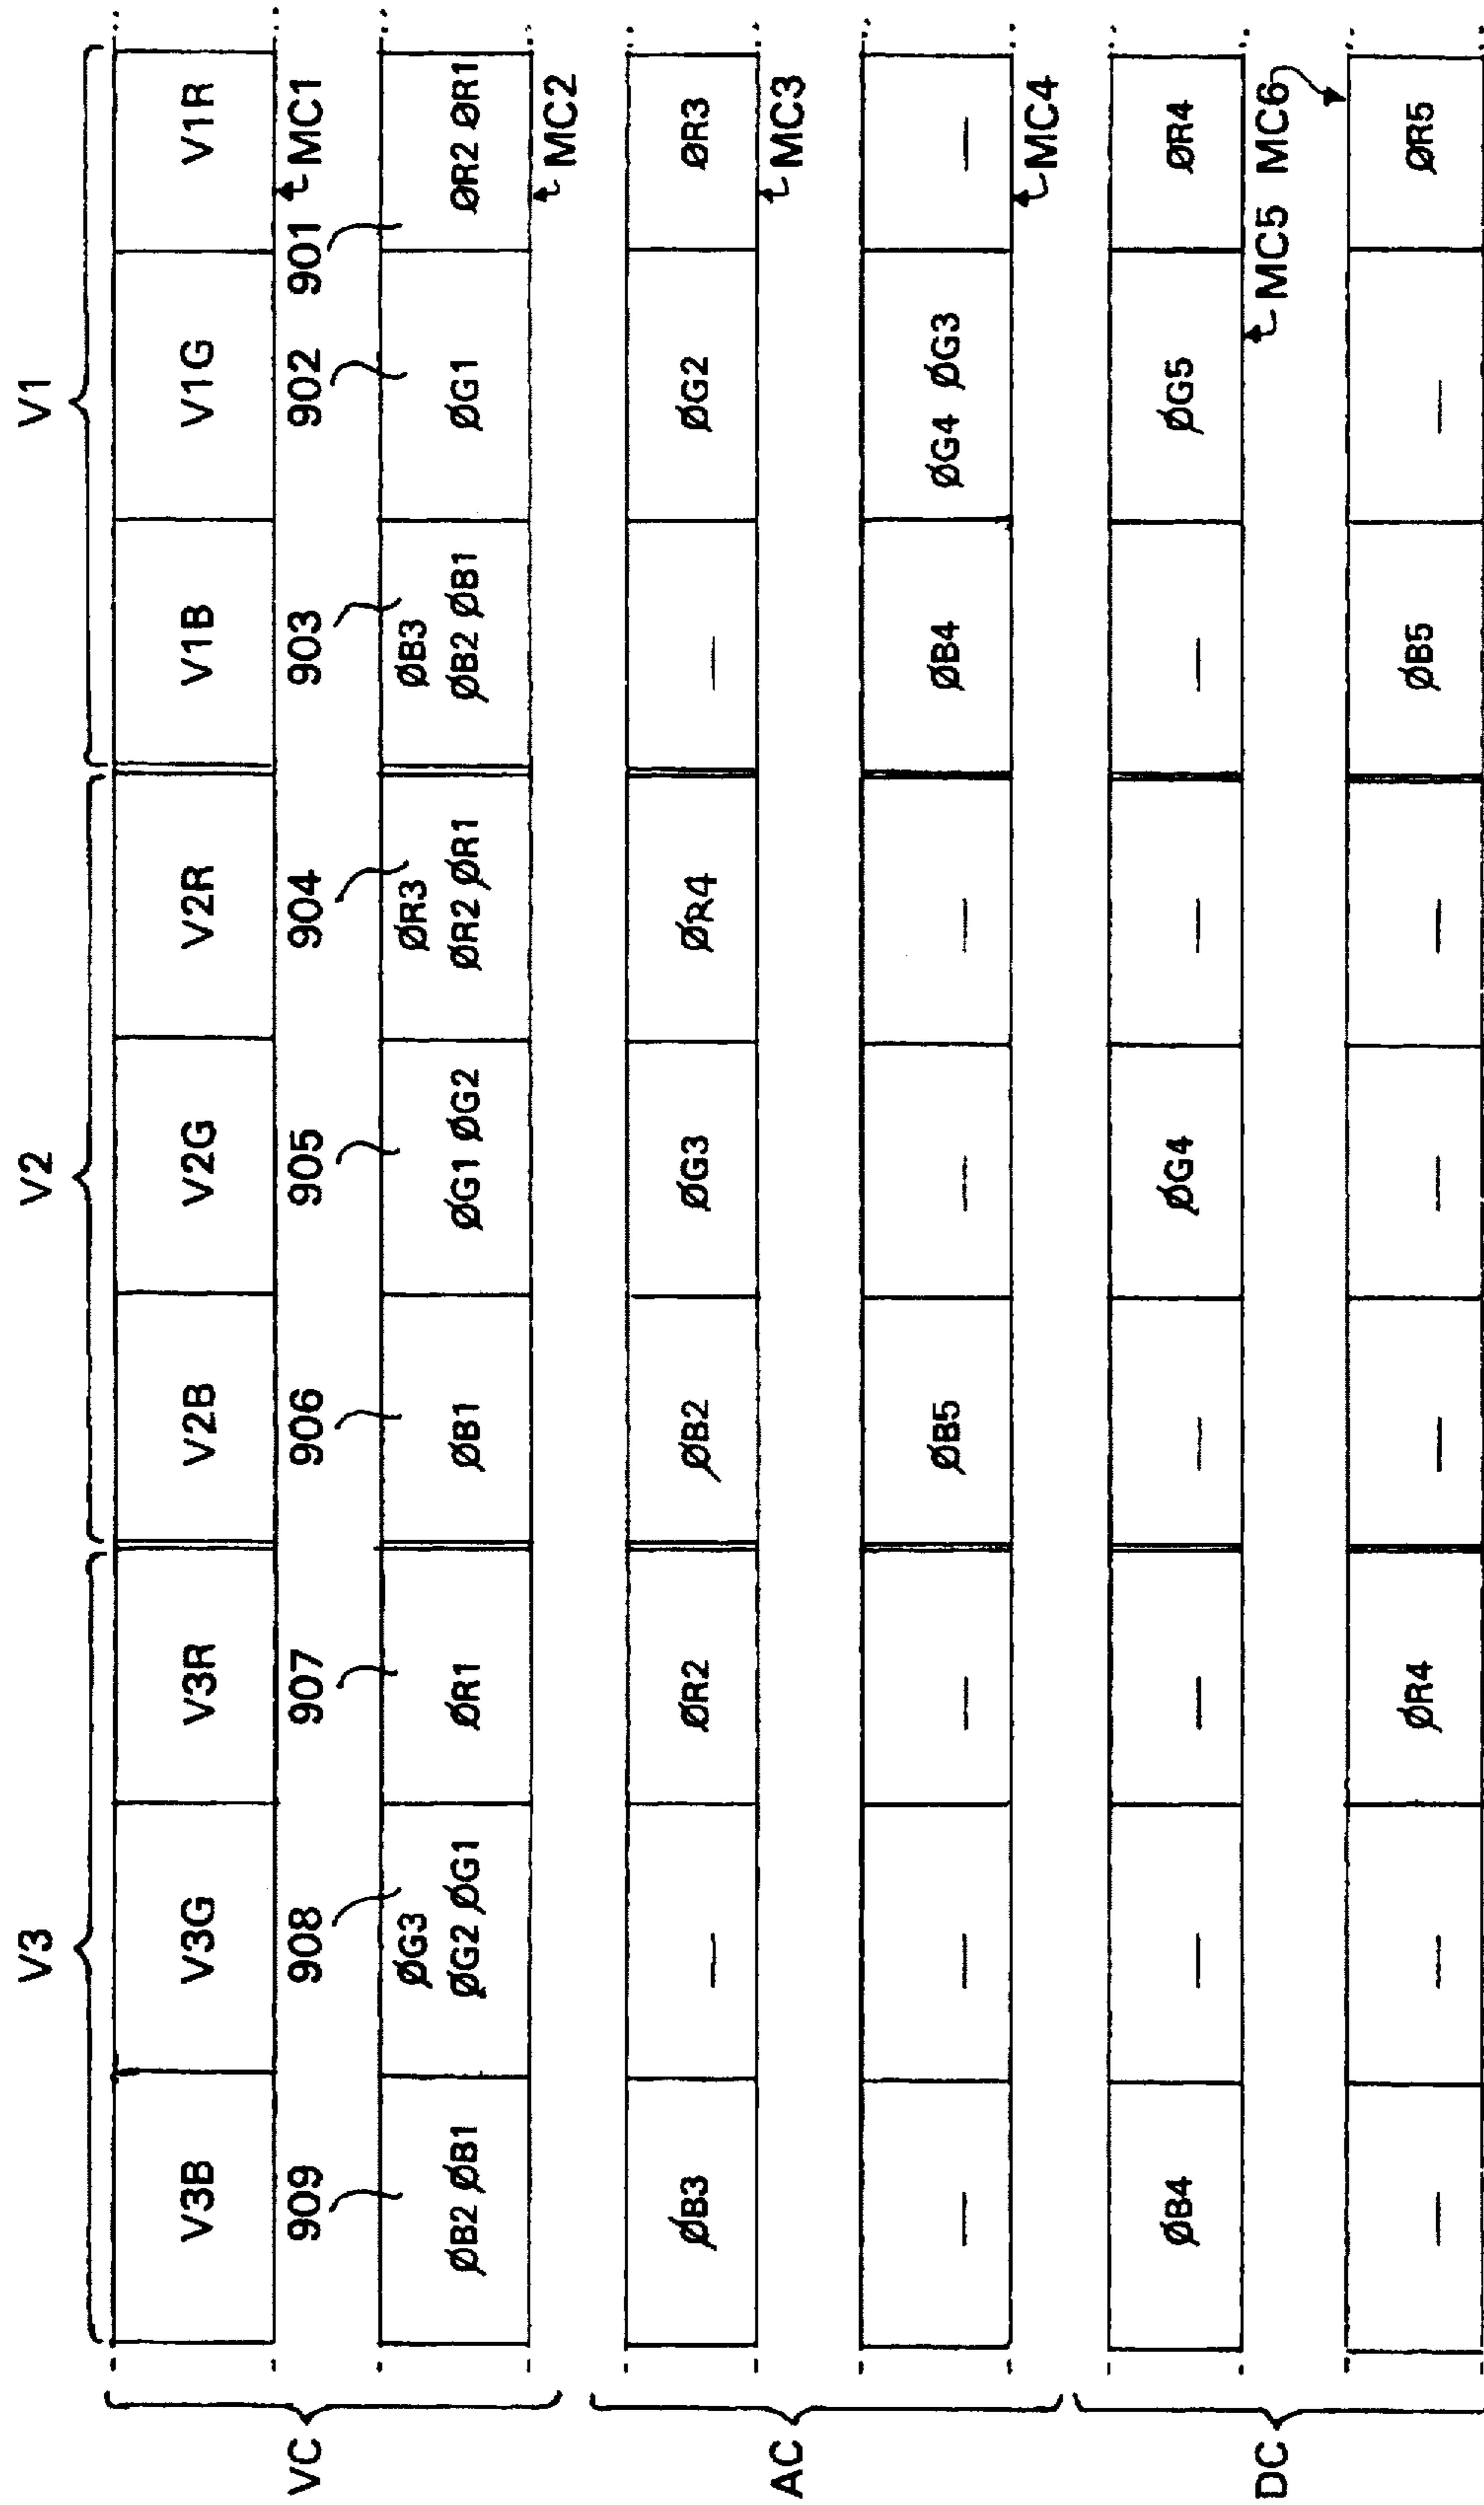 V3 V2 V1
V3B V3G V3R V2B V2G V2R V1B V1G V1R
VC 909 908 907 906 905 904 903 902 901 MC1
ØG3 ØR3 ØB3
ØB2 ØB1 ØG2 ØG1 ØR1 ØB1 ØG1 ØG2 ØR2 ØR1 ØB2 ØB1 ØG1 ØR2 ØR1
MC2
ØB3 — ØR2 ØB2 ØG3 ØR4 — ØG2 ØR3
AC MC3
— — — ØB5 — — ØB4 ØG4 ØG3 —
MC4
ØB4 — — — ØG4 — — ØG5 ØR4
DC MC5 MC6
— — ØR4 — — — ØB5 — ØR5